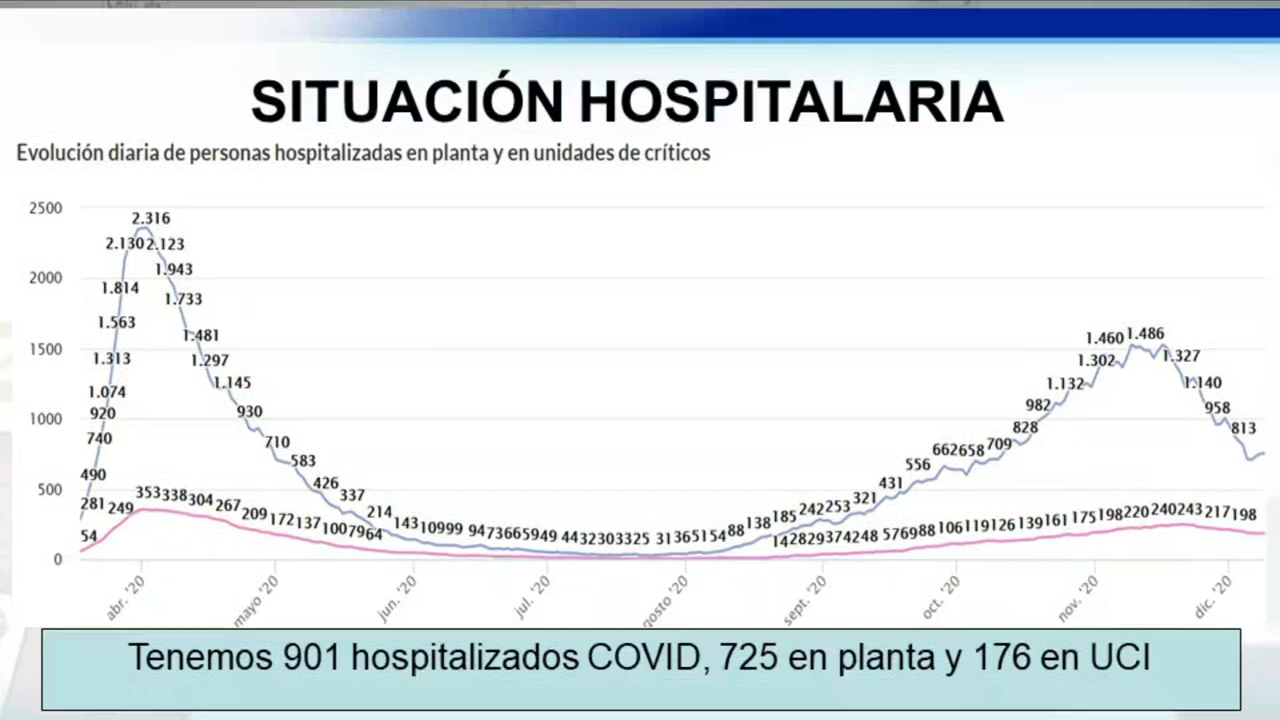 SITUACIÓN HOSPITALARIA
Evolución diaria de personas hospitalizadas en planta y en unidades de críticos
2500
2.316
2.130 2.123
2000
1.943
1.814
1.733
1.563
1500
1.481
1.460 1.486
1.313
1.297
1.302
1.327
1.145
1.132
1.140
1.074
1000
920
930
982
958
740
710
828
813
583
556
662 658 709
500
490
426
431
337
321
281 249
353 338 304 267 209 172 137 100 79 64
214
143 109 99 94 73 66 59 49 44 32 30 33 25 31 36 51 54 88 138 185 242 253
54
14 28 29 37 42 48 57 69 88 106 119 126 139 161 175 198 220 240 243 217 198
0
abr. '20
mayo '20
jun. '20
jul. '20
agosto '20
sept. '20
oct. '20
nov. '20
dic. '20
Tenemos 901 hospitalizados COVID, 725 en planta y 176 en UCI